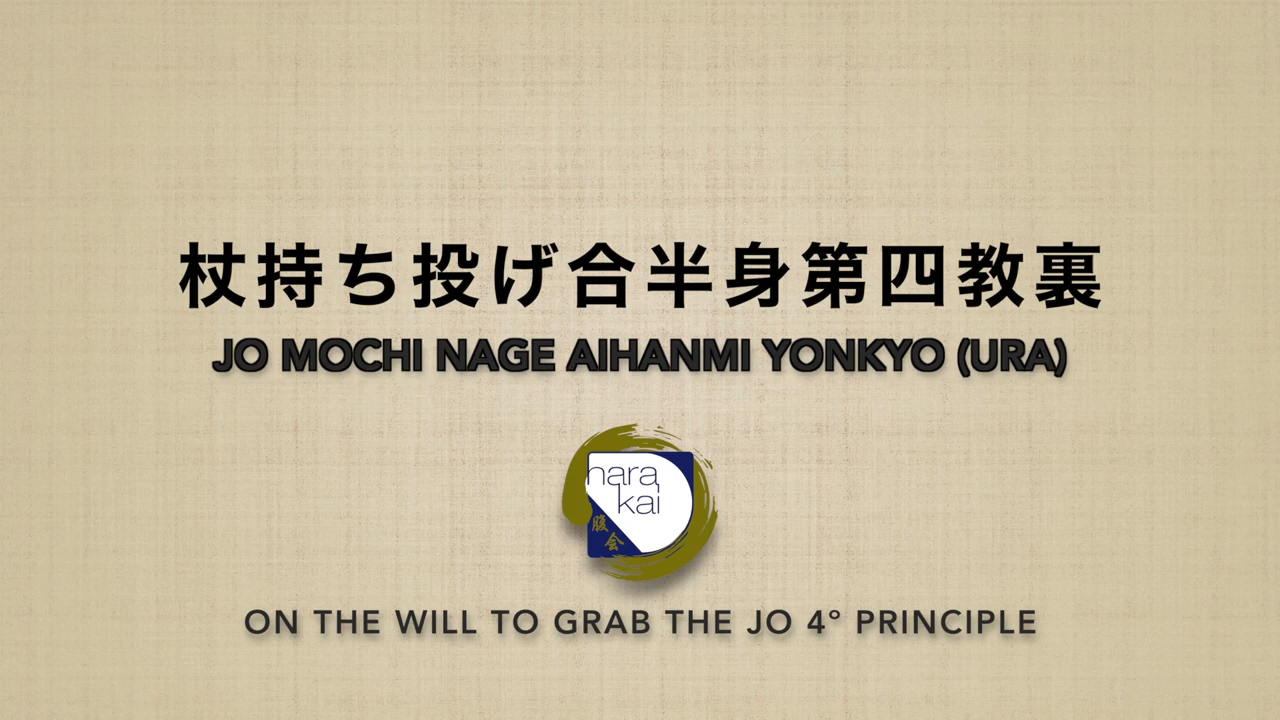 杖持ち投げ合半身第四教裏
JO MOCHI NAGE AIHANMI YONKYO (URA)
hara
kai
腹
会
ON THE WILL TO GRAB THE JO 4° PRINCIPLE